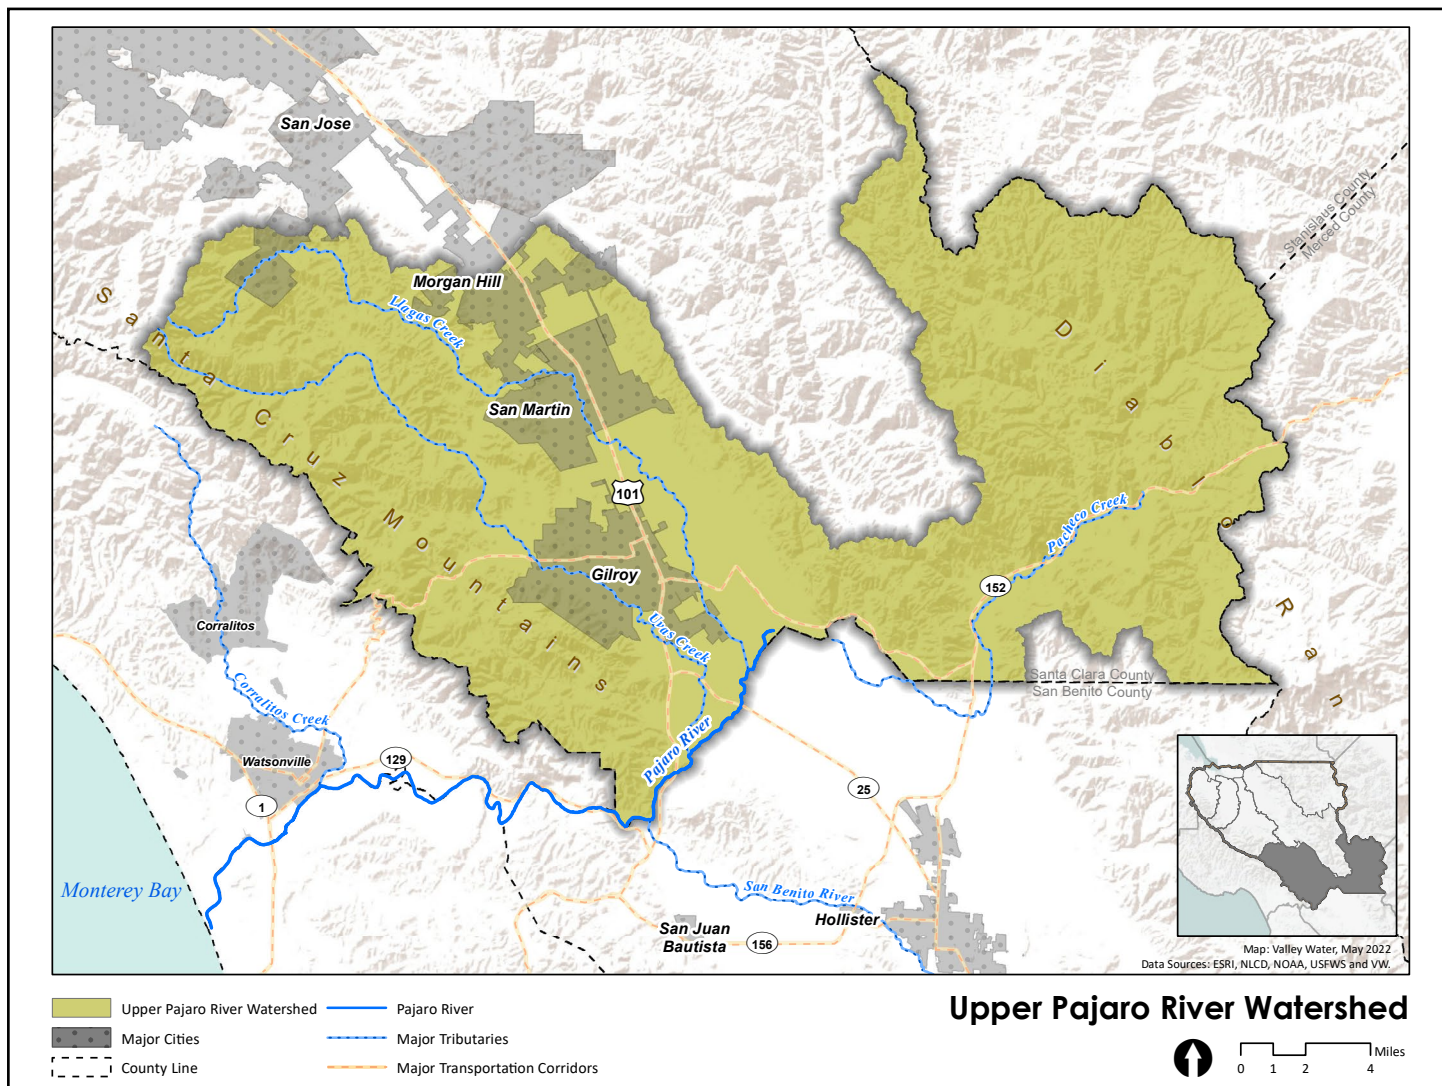 San Jose
Stanislaus County
Merced County
Morgan Hill
Llagas Creek
Santa Cruz Mountains
Diablo Ran
San Martin
101
Pacheco Creek
Gilroy
152
Corralitos
Uvas Creek
Santa Clara County
San Benito County
Corralitos Creek
Pajaro River
Watsonville
129
25
1
Monterey Bay
San Benito River
Hollister
San Juan
Bautista
156
Map: Valley Water, May 2022
Data Sources: ESRI, NLCD, NOAA, USFWS and VW.
Upper Pajaro River Watershed
Major Cities
County Line
Pajaro River
Major Tributaries
Major Transportation Corridors
Upper Pajaro River Watershed
Miles
0 1 2 4